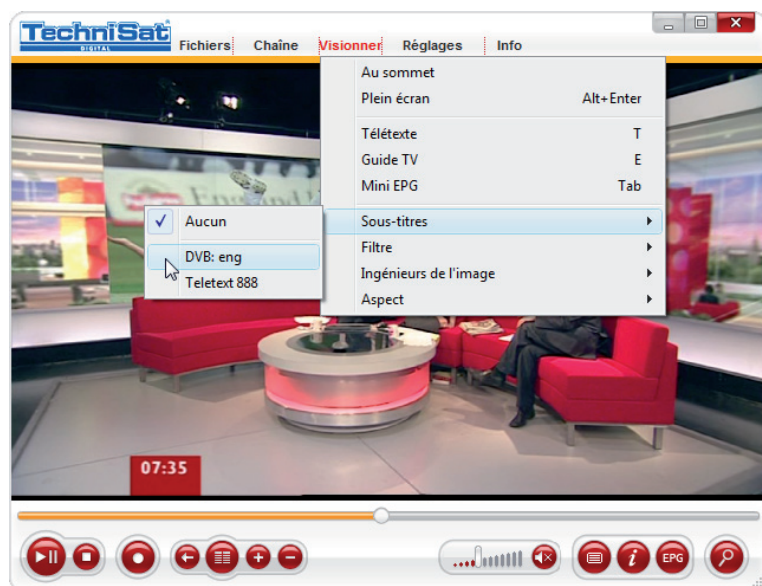 TechniSat
DIGITAL
Fichiers Chaîne Visionner Réglages Info
Au sommet
Plein écran Alt+Enter
Télétexte T
Guide TV E
Mini EPG Tab
Sous-titres
Filtre
Ingénieurs de l'image
Aspect
Aucun
DVB: eng
Teletext 888
07:35
i
EPG